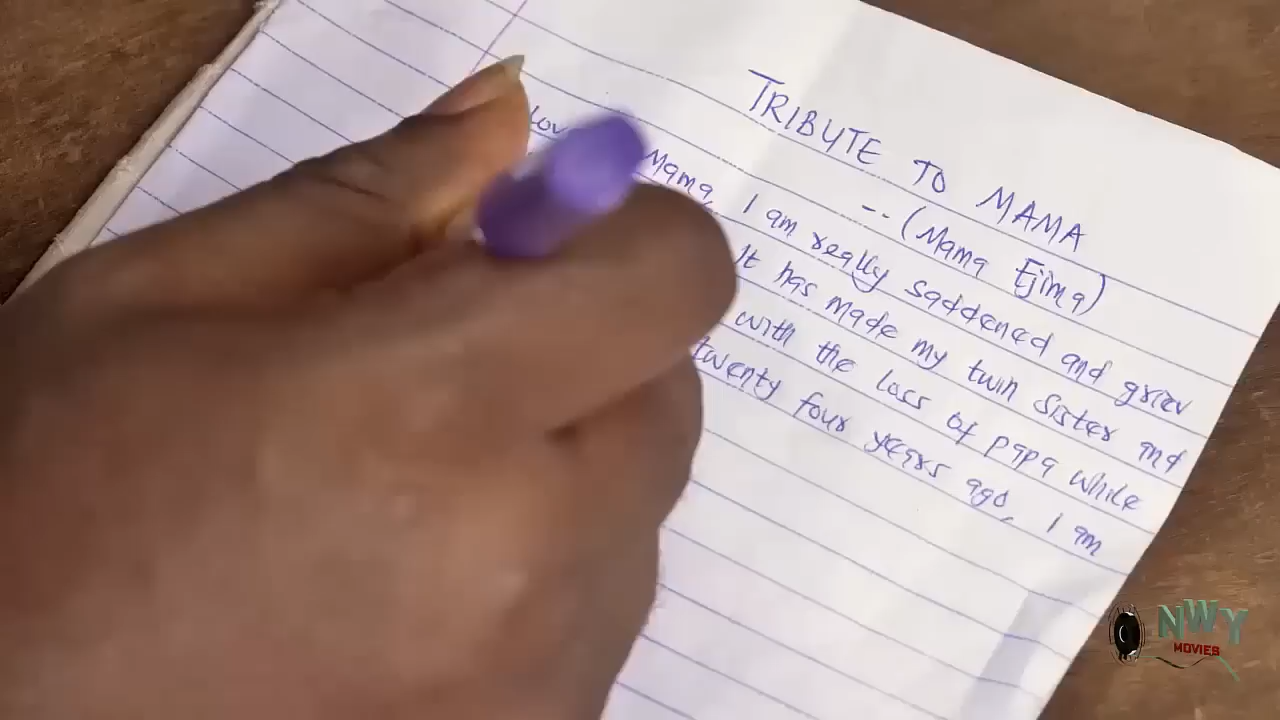 TRIBUTE TO MAMA
-- (Mama Ejima)
Mama, I am really saddened and griev
It has made my twin sister and
with the loss of papa while
twenty four years ago, I am
NWY
MOVIES